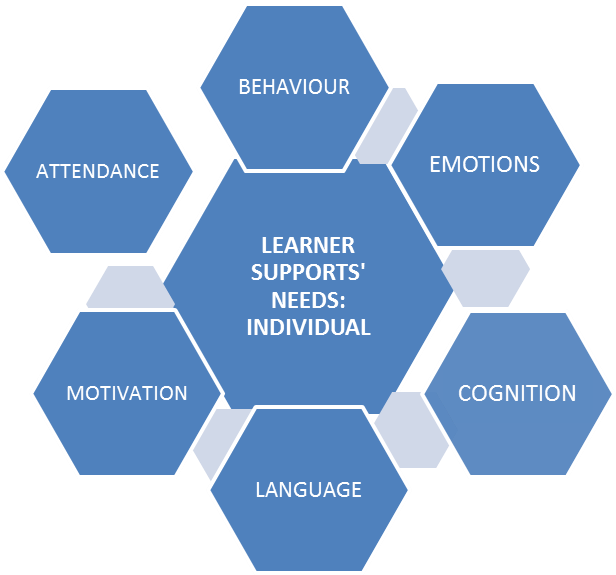 BEHAVIOUR
EMOTIONS
ATTENDANCE
LEARNER
SUPPORTS'
NEEDS:
INDIVIDUAL
MOTIVATION
COGNITION
LANGUAGE